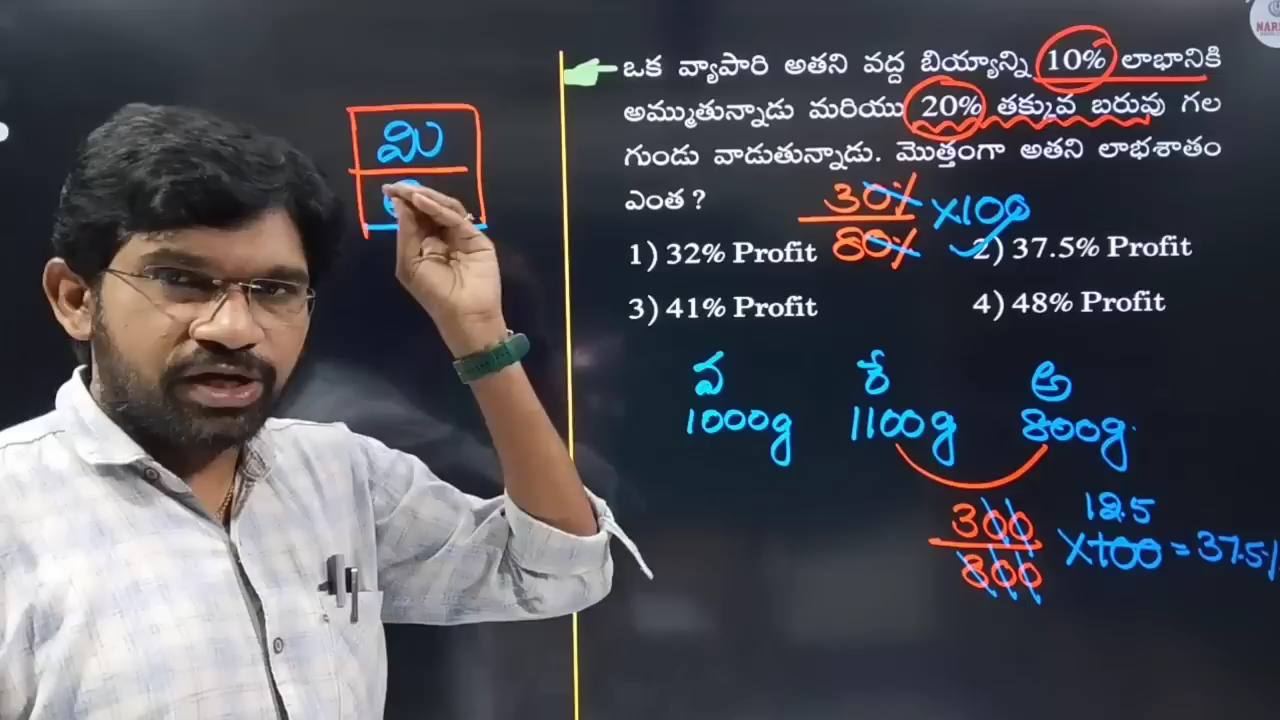 NAR
ఒక వ్యాపారి అతని వద్ద బియ్యాన్ని 10% లాభానికి
అమ్ముతున్నాడు మరియు 20% తక్కువ బరువు గల
గుండు వాడుతున్నాడు. మొత్తంగా అతని లాభశాతం
ఎంత ?
30%
80%
×100
1) 32% Profit
2) 37.5% Profit
3) 41% Profit
4) 48% Profit
మి
వ రే అ
1000g 1100g 800g.
300
800
12.5
×100 = 37.5%